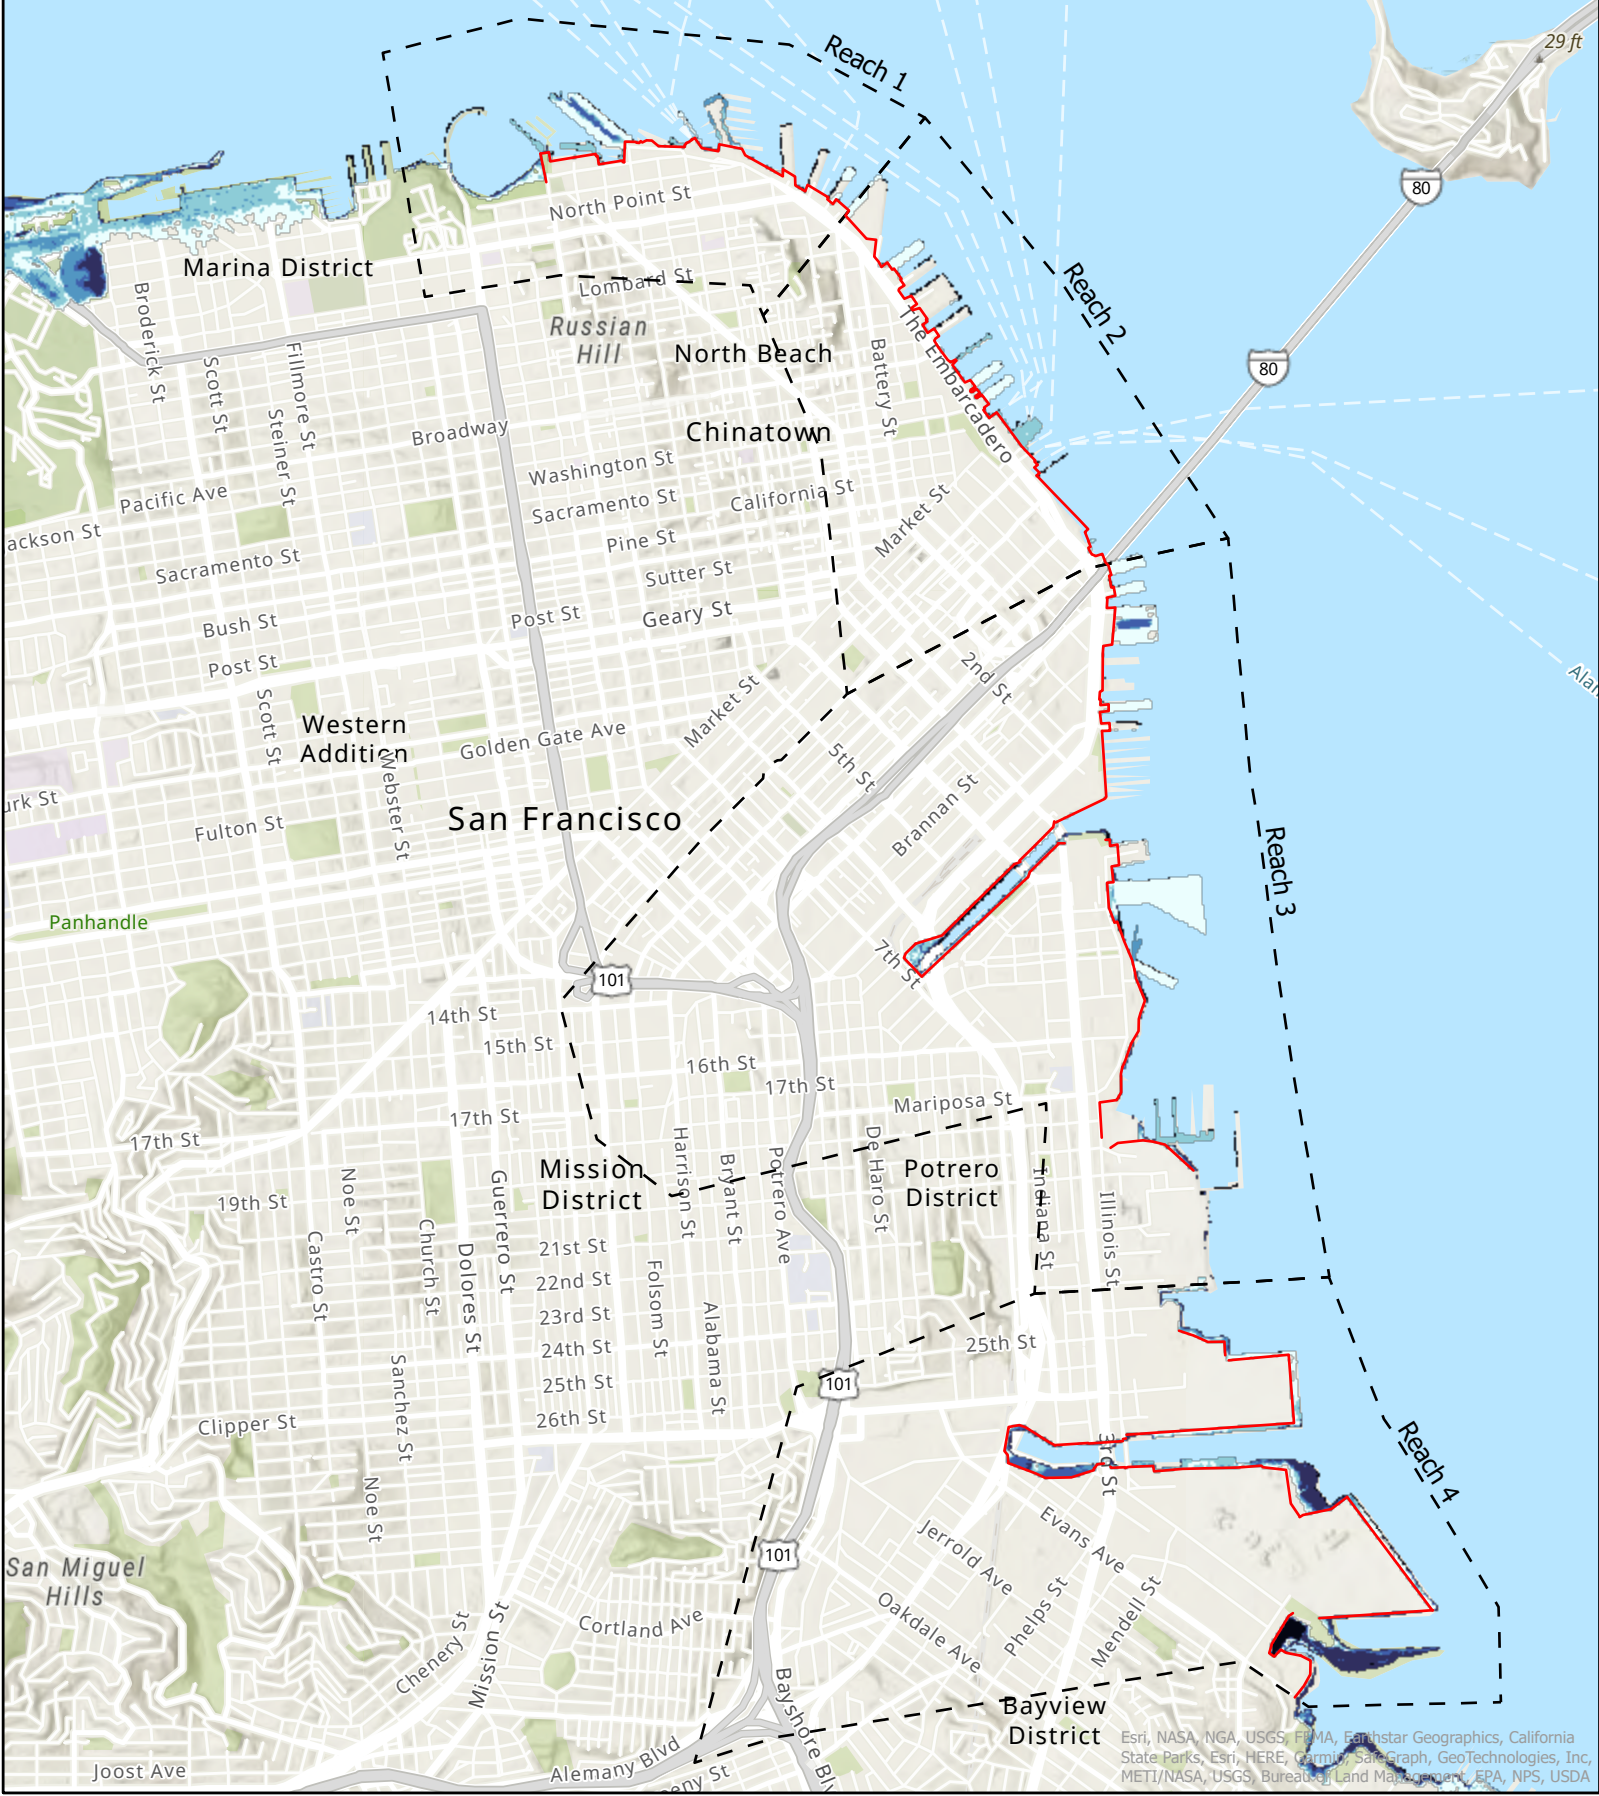 29 ft
Reach 1
80
North Point St
Marina District
Lombard St
Reach 2
Broderick St
Russian
Hill
North Beach
The Embarcadero
80
Scott St
Fillmore St
Steiner St
Battery St
Broadway
Chinatown
Washington St
Pacific Ave
Sacramento St
California St
Market St
ackson St
Pine St
Sacramento St
Sutter St
Bush St
Post St
Geary St
Post St
2nd St
Alan
Scott St
Western
Addition
Market St
Golden Gate Ave
Webster St
5th St
urk St
Fulton St
San Francisco
Brannan St
Reach 3
Panhandle
7th St
101
14th St
15th St
16th St
17th St
17th St
Mariposa St
17th St
Mission
District
Harrison St
Bryant St
Potrero Ave
De Haro St
Potrero
District
Indiana St
Illinois St
19th St
Noe St
Guerrero St
Church St
Castro St
Dolores St
21st St
22nd St
23rd St
24th St
25th St
26th St
Folsom St
Alabama St
25th St
101
Sanchez St
Clipper St
3rd St
Reach 4
Noe St
Evans Ave
Jerrold Ave
101
San Miguel
Hills
Phelps St
Mendell St
Oakdale Ave
Cortland Ave
Chenery St
Mission St
Bayshore Blv
Bayview
District
Joost Ave
Alemany Blvd
eny St
Esri, NASA, NGA, USGS, FEMA, Earthstar Geographics, California
State Parks, Esri, HERE, Garmin, SafeGraph, GeoTechnologies, Inc,
METI/NASA, USGS, Bureau of Land Management, EPA, NPS, USDA